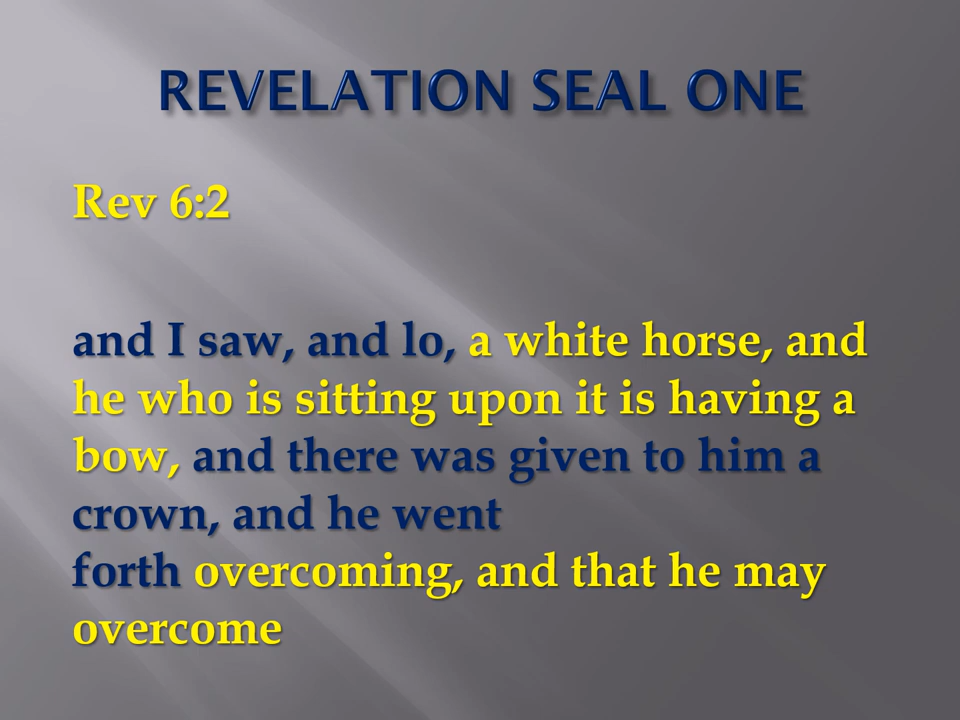 REVELATION SEAL ONE
Rev 6:2
and I saw, and lo, a white horse, and
he who is sitting upon it is having a
bow, and there was given to him a
crown, and he went
forth overcoming, and that he may
overcome